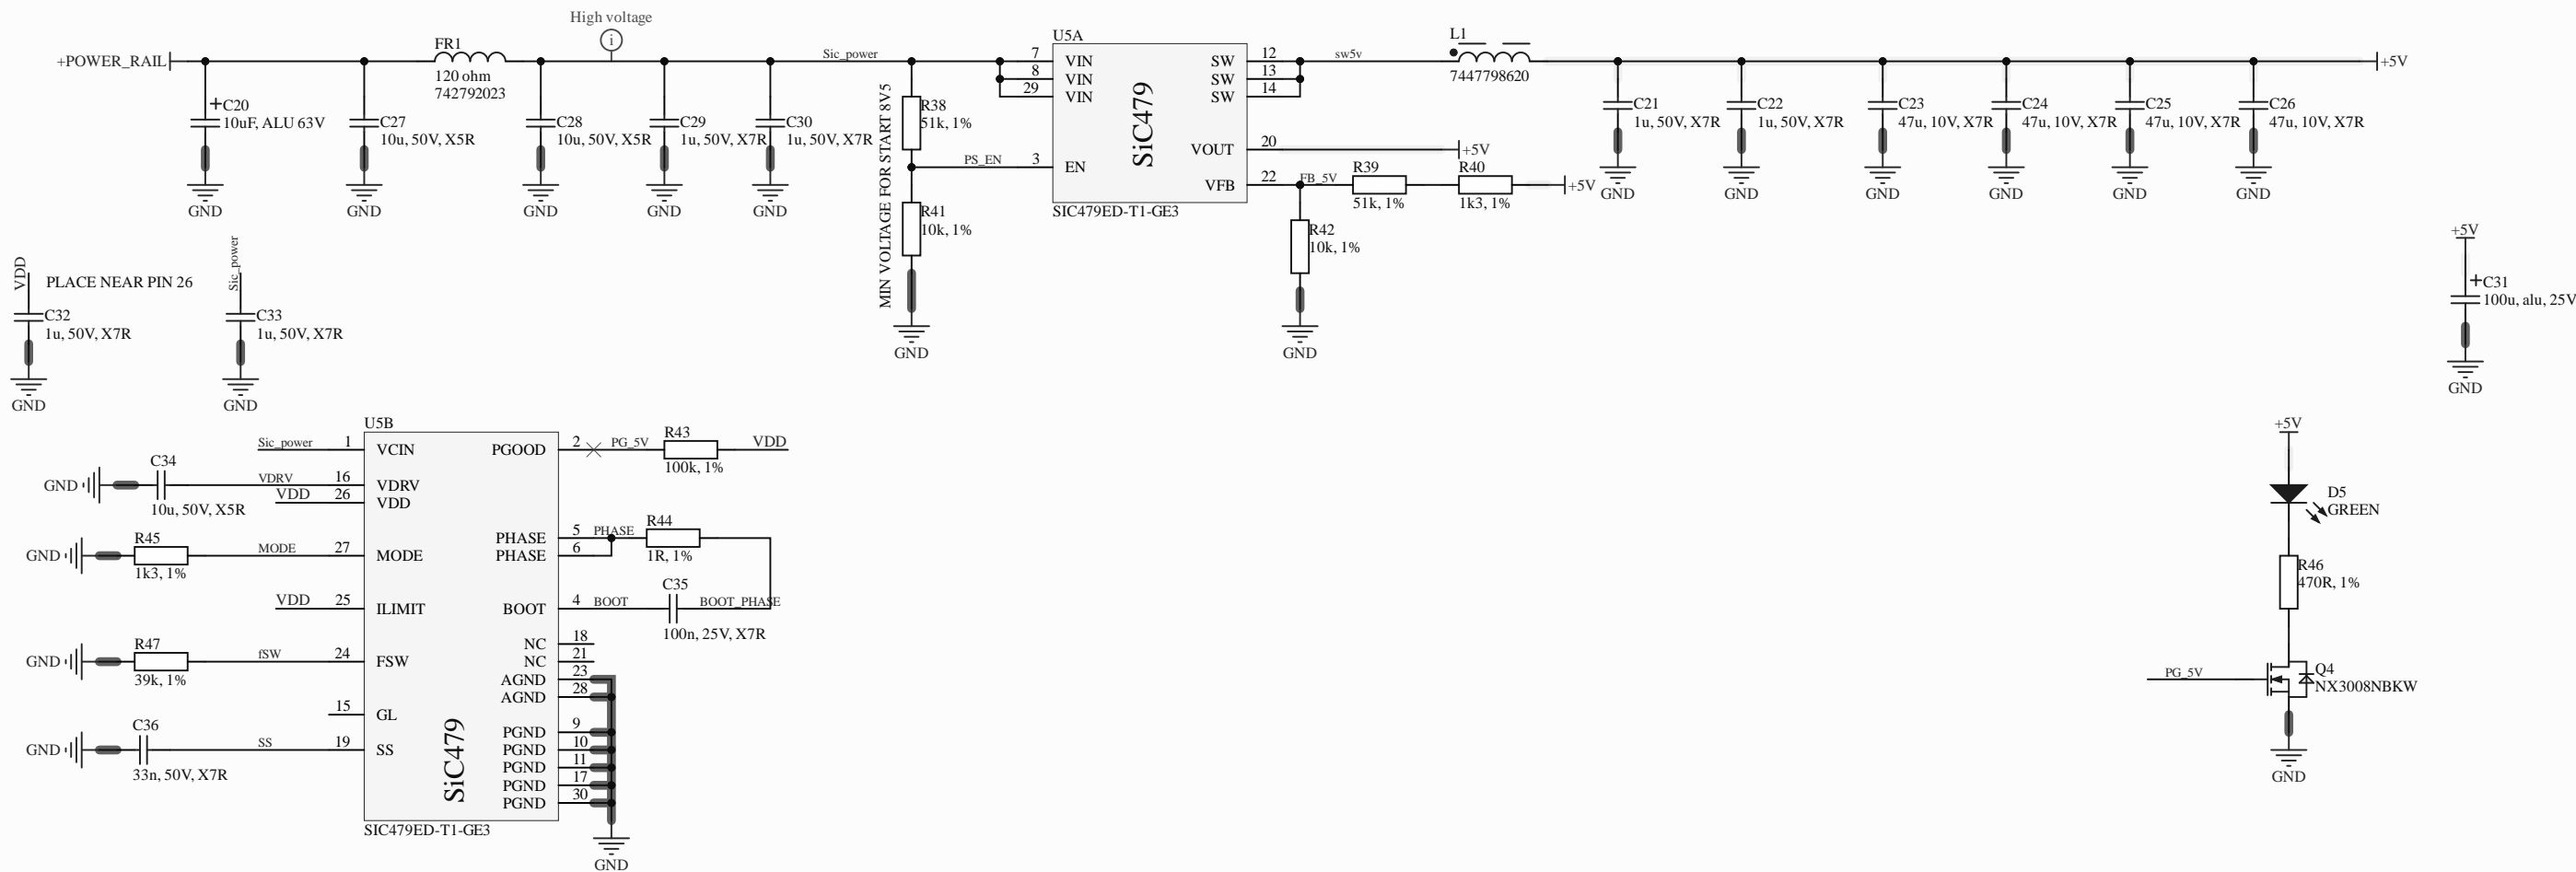 High voltage
+POWER_RAIL
FR1
120 ohm
742792023
Sic_power
+C20
10uF, ALU 63V
GND
C27
10u, 50V, X5R
GND
C28
10u, 50V, X5R
GND
C29
1u, 50V, X7R
GND
C30
1u, 50V, X7R
GND
MIN VOLTAGE FOR START 8V5
R38
51k, 1%
PS_EN
R41
10k, 1%
GND
U5A
7 VIN
8 VIN
29 VIN
3 EN
SiC479
SW 12
SW 13
SW 14
VOUT 20
VFB 22
SIC479ED-T1-GE3
sw5v
L1
7447798620
+5V
+5V
FB_5V
R39
51k, 1%
R40
1k3, 1%
+5V
R42
10k, 1%
GND
C21
1u, 50V, X7R
GND
C22
1u, 50V, X7R
GND
C23
47u, 10V, X7R
GND
C24
47u, 10V, X7R
GND
C25
47u, 10V, X7R
GND
C26
47u, 10V, X7R
GND
VDD
PLACE NEAR PIN 26
C32
1u, 50V, X7R
GND
Sic_power
C33
1u, 50V, X7R
GND
+5V
+C31
100u, alu, 25V
GND
U5B
Sic_power 1 VCIN
C34
GND VDRV 16 VDRV
VDD 26 VDD
10u, 50V, X5R
R45
GND MODE 27 MODE
1k3, 1%
VDD 25 ILIMIT
R47
GND fSW 24 FSW
39k, 1%
15 GL
C36
GND SS 19 SS
33n, 50V, X7R
SiC479
PGOOD 2 PG_5V
R43
100k, 1%
VDD
PHASE 5 PHASE
PHASE 6
R44
1R, 1%
BOOT 4 BOOT
C35
BOOT_PHASE
100n, 25V, X7R
NC 18
NC 21
AGND 23
AGND 28
PGND 9
PGND 10
PGND 11
PGND 17
PGND 30
SIC479ED-T1-GE3
GND
+5V
D5
GREEN
R46
470R, 1%
PG_5V
Q4
NX3008NBKW
GND